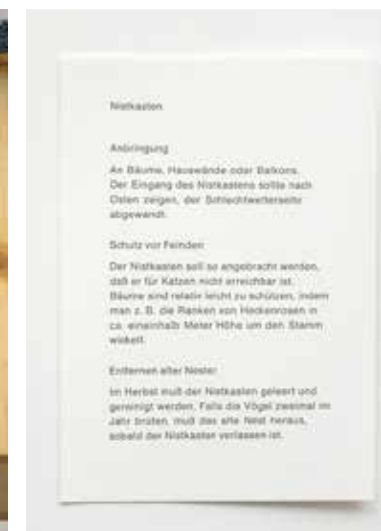 Nistkasten
Anbringung
An Bäume, Hauswände oder Balkons.
Der Eingang des Nistkastens sollte nach
Osten zeigen, der Schlechtwetterseite
abgewandt.
Schutz vor Feinden
Der Nistkasten soll so angebracht werden,
daß er für Katzen nicht erreichbar ist.
Bäume sind relativ leicht zu schützen, indem
man z. B. die Ranken von Heckenrosen in
ca. eineinhalb Meter Höhe um den Stamm
wickelt.
Entfernen alter Nester
Im Herbst muß der Nistkasten geleert und
gereinigt werden. Falls die Vögel zweimal im
Jahr brüten, muß das alte Nest heraus,
sobald der Nistkasten verlassen ist.